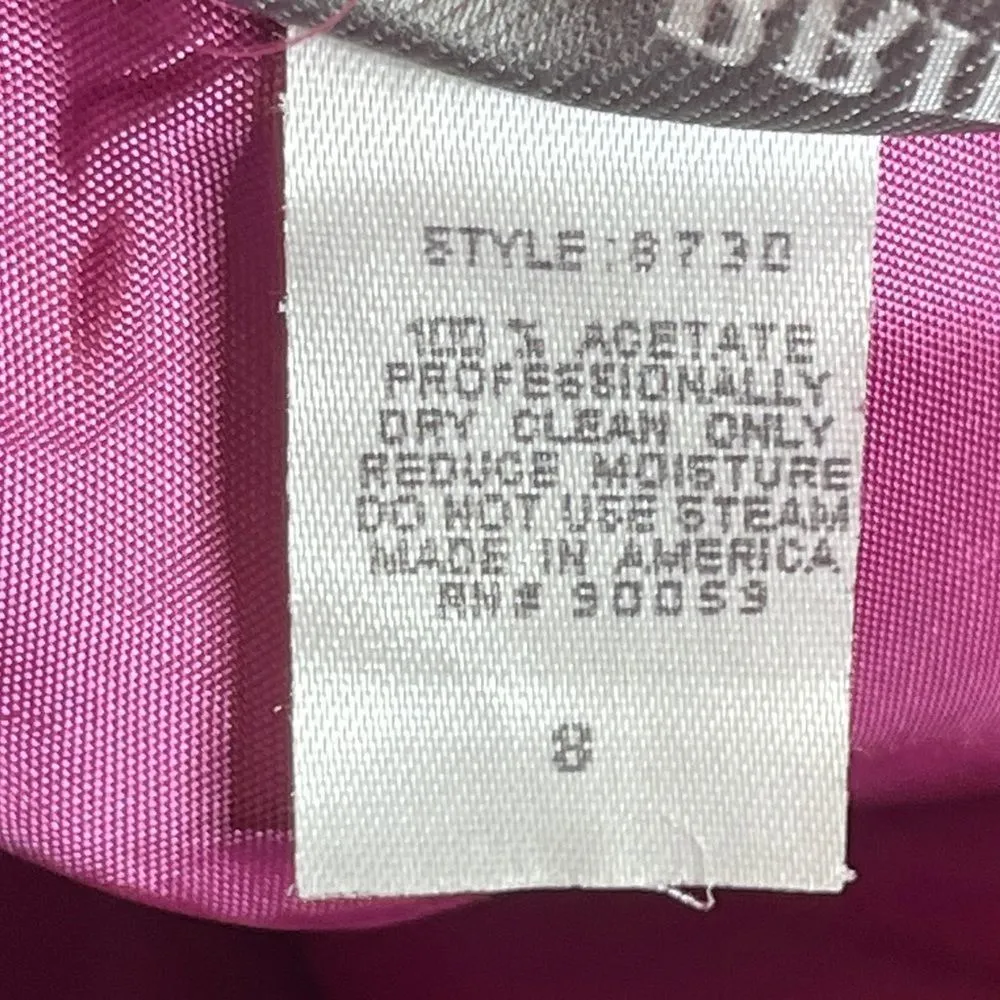 STYLE :8730
100 % ACETATE
PROFESSIONALLY
DRY CLEAN ONLY
REDUCE MOISTURE
DO NOT USE STEAM
MADE IN AMERICA
RN# 90059
8